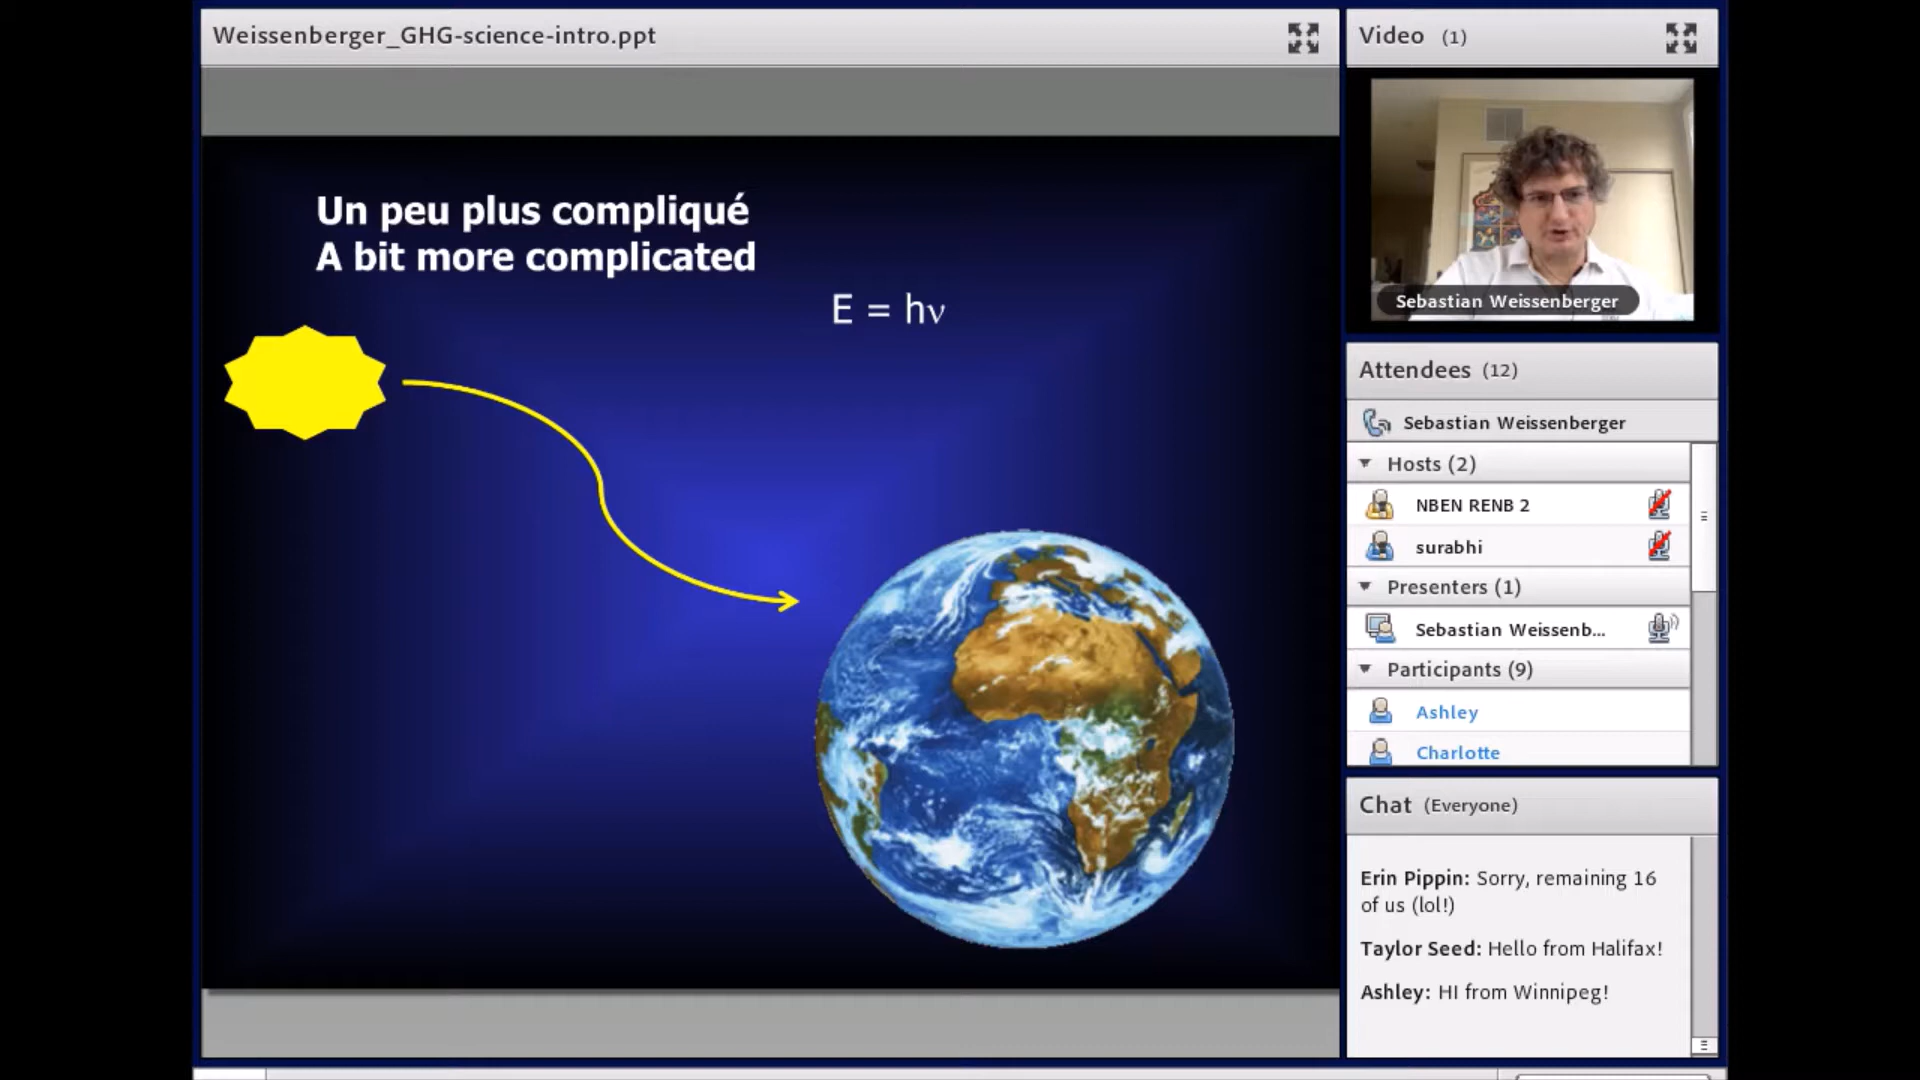 Weissenberger_GHG-science-intro.ppt
Un peu plus compliqué
A bit more complicated
E = hν
Video (1)
Sebastian Weissenberger
Attendees (12)
Sebastian Weissenberger
Hosts (2)
NBEN RENB 2
surabhi
Presenters (1)
Sebastian Weissenb...
Participants (9)
Ashley
Charlotte
Chat (Everyone)
Erin Pippin: Sorry, remaining 16
of us (lol!)
Taylor Seed: Hello from Halifax!
Ashley: HI from Winnipeg!